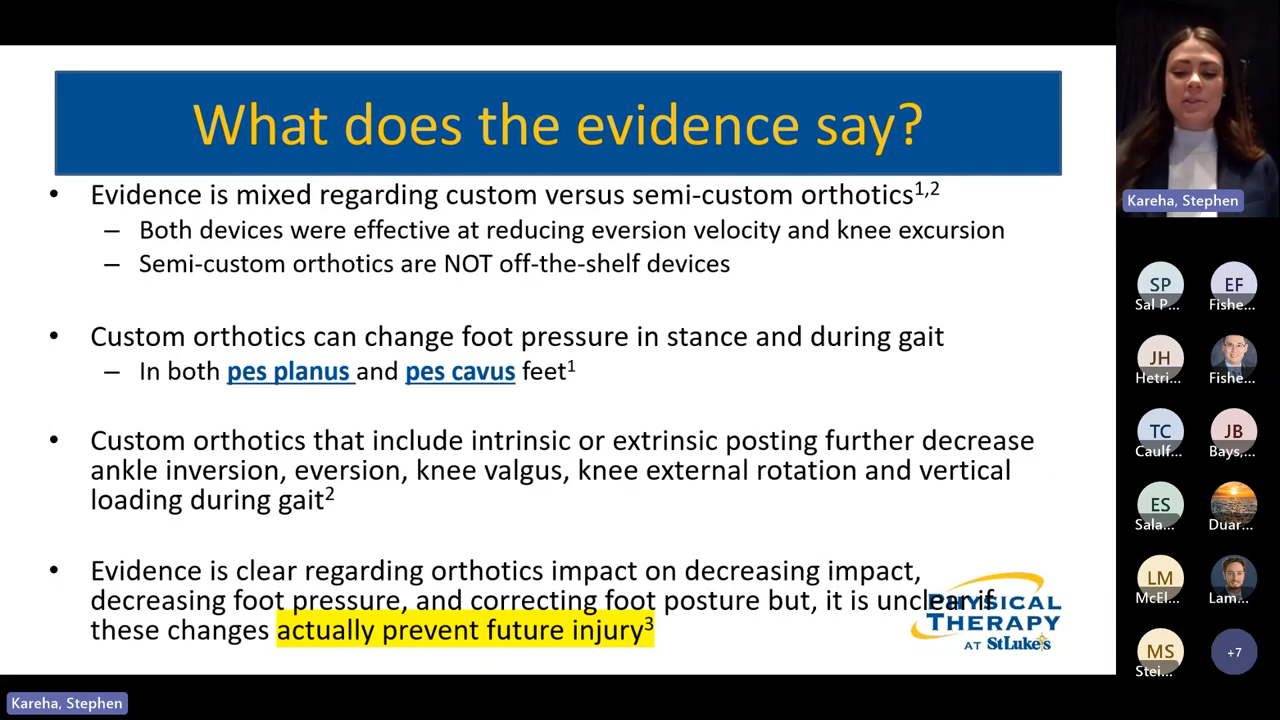 What does the evidence say?
• Evidence is mixed regarding custom versus semi-custom orthotics1,2
– Both devices were effective at reducing eversion velocity and knee excursion
– Semi-custom orthotics are NOT off-the-shelf devices
• Custom orthotics can change foot pressure in stance and during gait
– In both pes planus and pes cavus feet1
• Custom orthotics that include intrinsic or extrinsic posting further decrease
ankle inversion, eversion, knee valgus, knee external rotation and vertical
loading during gait2
• Evidence is clear regarding orthotics impact on decreasing impact,
decreasing foot pressure, and correcting foot posture but, it is unclear if
these changes actually prevent future injury3
PHYSICAL
THERAPY
AT StLuke's
Kareha, Stephen
SP
Sal P...
EF
Fishe...
JH
Hetri...
Fishe...
TC
Caulf...
JB
Bays,...
ES
Sala...
Duar...
LM
McEl...
Lam...
MS
Stei...
+7
Kareha, Stephen